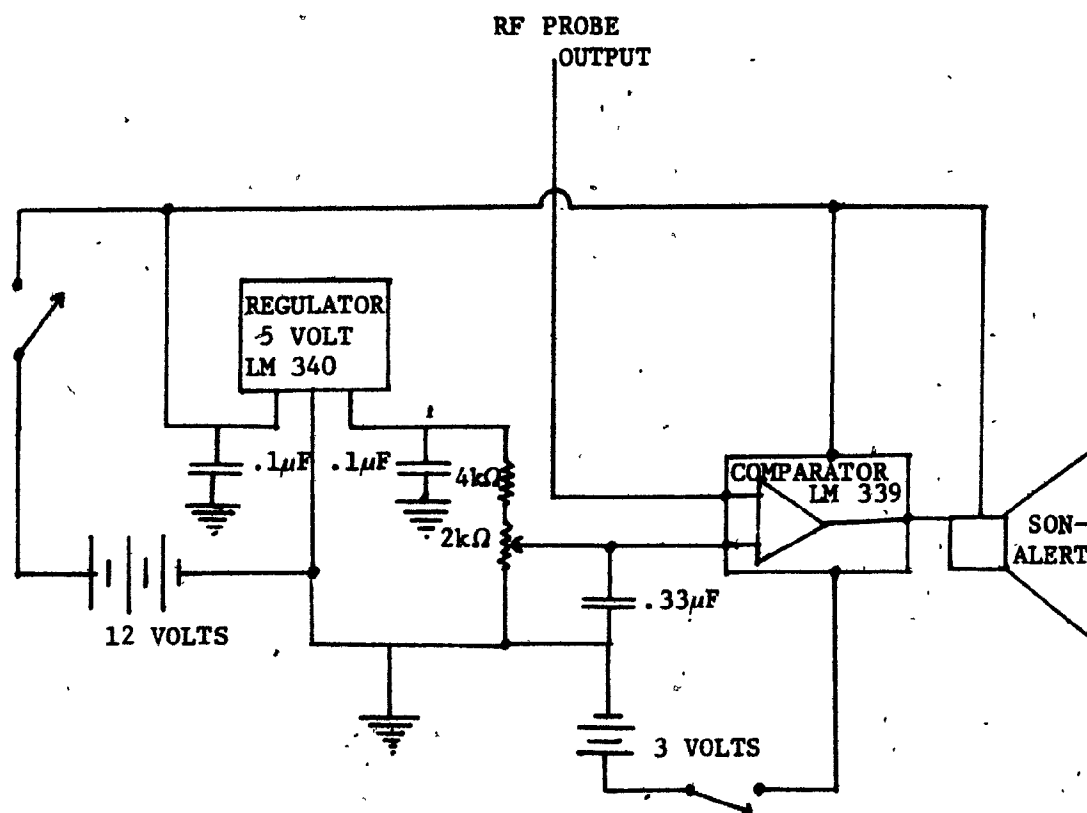 RF PROBE
OUTPUT
REGULATOR
5 VOLT
LM 340
.1μF
.1μF
4kΩ
2kΩ
COMPARATOR
LM 339
SON-
ALERT
.33μF
12 VOLTS
3 VOLTS